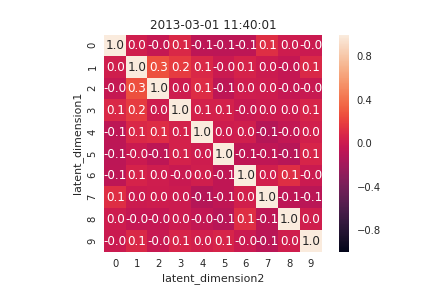 2013-03-01 11:40:01
0 1.0 0.0 -0.0 0.1 -0.1 -0.1 -0.1 0.1 0.0 -0.0
1 0.0 1.0 0.3 0.2 0.1 -0.0 0.1 0.0 -0.0 0.1
2 -0.0 0.3 1.0 0.0 0.1 -0.1 0.0 0.0 -0.0 -0.0
3 0.1 0.2 0.0 1.0 0.1 0.1 -0.0 0.0 0.0 0.1
4 -0.1 0.1 0.1 0.1 1.0 0.0 0.0 -0.1 -0.0 0.0
5 -0.1 -0.0 -0.1 0.1 0.0 1.0 -0.1 -0.1 -0.1 0.1
6 -0.1 0.1 0.0 -0.0 0.0 -0.1 1.0 0.0 0.1 -0.0
7 0.1 0.0 0.0 0.0 -0.1 -0.1 0.0 1.0 -0.1 -0.1
8 0.0 -0.0 -0.0 0.0 -0.0 -0.1 0.1 -0.1 1.0 0.0
9 -0.0 0.1 -0.0 0.1 0.0 0.1 -0.0 -0.1 0.0 1.0
0 1 2 3 4 5 6 7 8 9
latent_dimension2
latent_dimension1
0.8
0.4
0.0
-0.4
-0.8